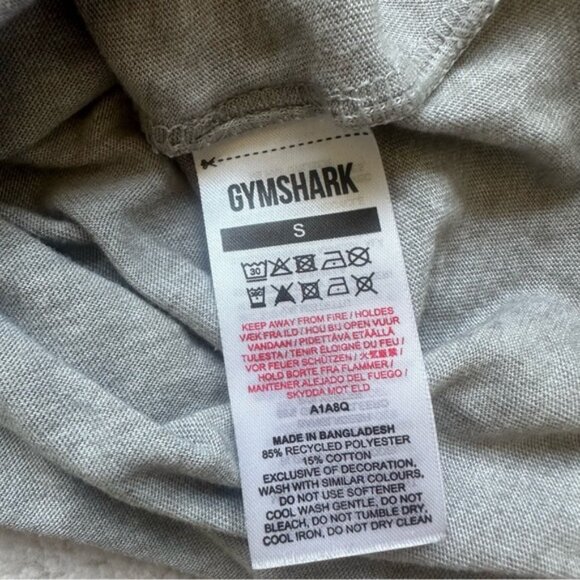 GYMSHARK
S
30
KEEP AWAY FROM FIRE / HOLDES
VÆK FRA ILD / HOU BIJ OPEN VUUR
VANDAAN / PIDETTÄVÄ ETÄÄLLÄ
TULESTA / TENIR ÉLOIGNÉ DU FEU /
VOR FEUER SCHÜTZEN / 火気厳禁 /
HOLD BORTE FRA FLAMMER /
MANTENER ALEJADO DEL FUEGO /
SKYDDA MOT ELD
A1A8Q
MADE IN BANGLADESH
85% RECYCLED POLYESTER
15% COTTON
EXCLUSIVE OF DECORATION,
WASH WITH SIMILAR COLOURS,
DO NOT USE SOFTENER
COOL WASH GENTLE, DO NOT
BLEACH, DO NOT TUMBLE DRY,
COOL IRON, DO NOT DRY CLEAN